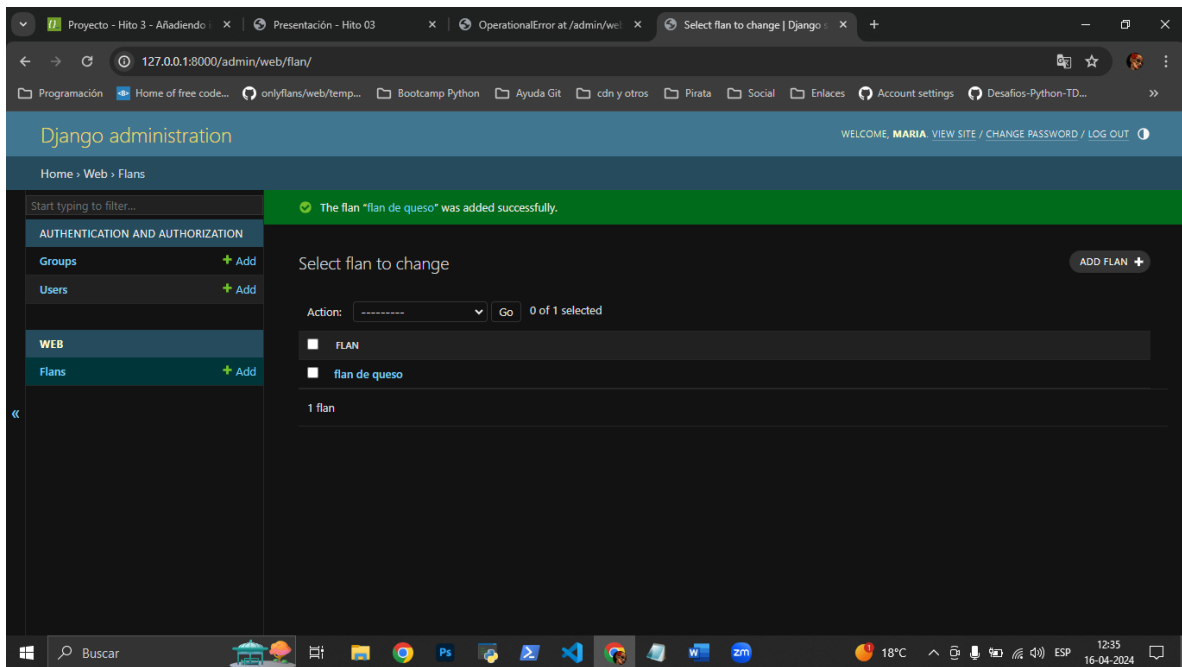 Proyecto - Hito 3 - Añadiendo
Presentación - Hito 03
OperationalError at /admin/we
Select flan to change | Django s
127.0.0.1:8000/admin/web/flan/
Programación
Home of free code...
onlyflans/web/temp...
Bootcamp Python
Ayuda Git
cdn y otros
Pirata
Social
Enlaces
Account settings
Desafios-Python-TD...
Django administration
WELCOME, MARIA. VIEW SITE / CHANGE PASSWORD / LOG OUT
Home › Web › Flans
Start typing to filter...
The flan “flan de queso” was added successfully.
AUTHENTICATION AND AUTHORIZATION
Groups + Add
Users + Add
WEB
Flans + Add
Select flan to change
ADD FLAN +
Action: --------- Go 0 of 1 selected
FLAN
flan de queso
1 flan
Buscar
Ps
W
zm
18°C
ESP
12:35
16-04-2024